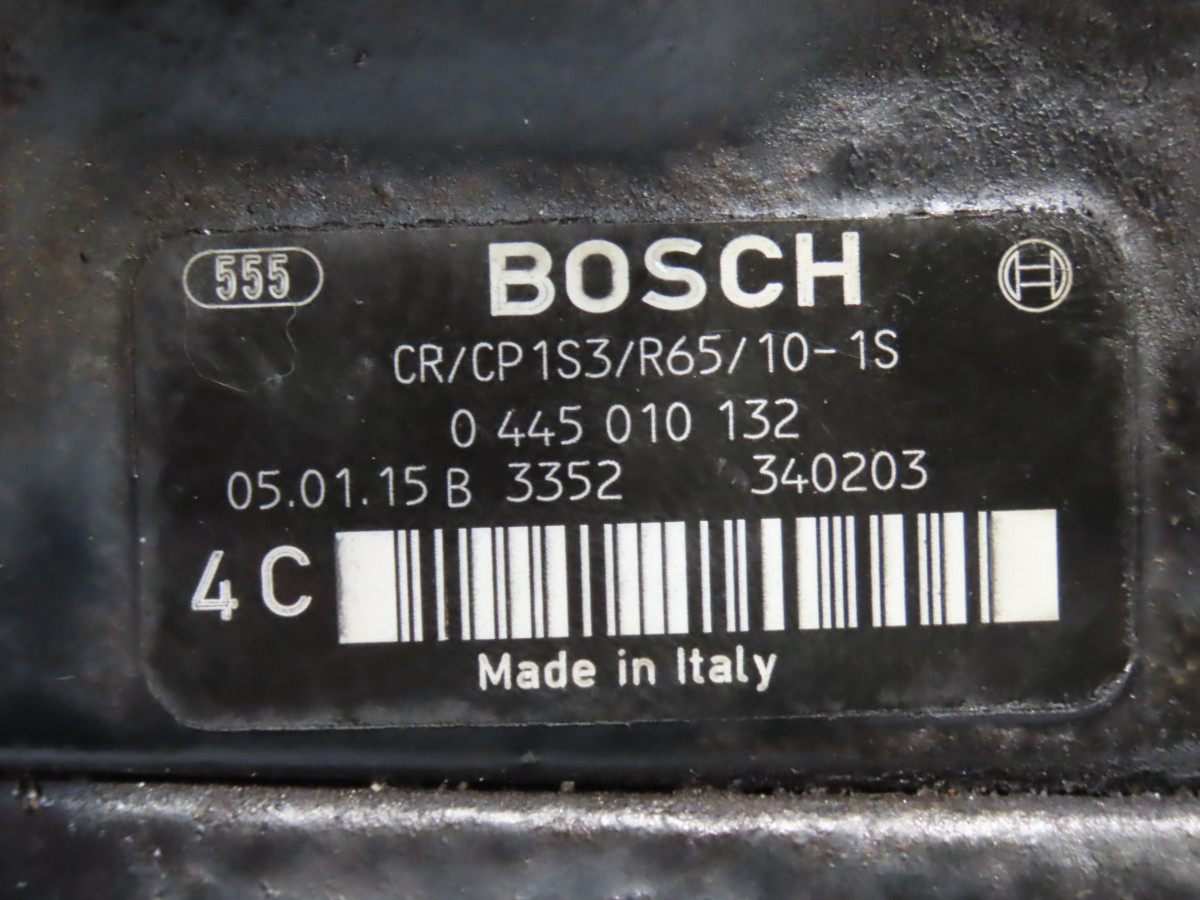 555 BOSCH
CR/CP1S3/R65/10-1S
0 445 010 132
05.01.15 B 3352 340203
4C
Made in Italy